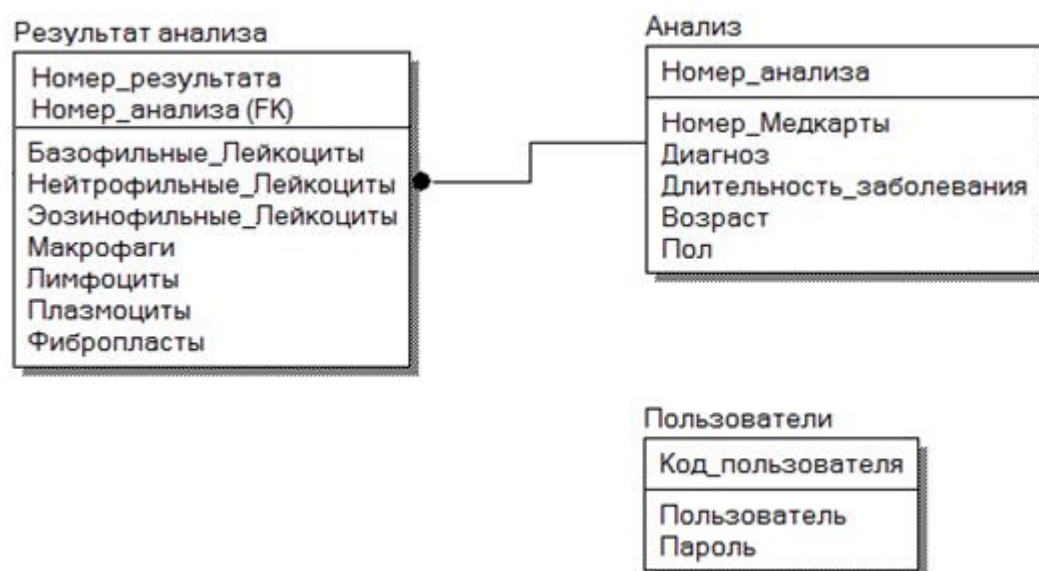 Результат анализа
Номер_результата
Номер_анализа (FK)
Базофильные_Лейкоциты
Нейтрофильные_Лейкоциты
Эозинофильные_Лейкоциты
Макрофаги
Лимфоциты
Плазмоциты
Фибропласты
Анализ
Номер_анализа
Номер_Медкарты
Диагноз
Длительность_заболевания
Возраст
Пол
Пользователи
Код_пользователя
Пользователь
Пароль